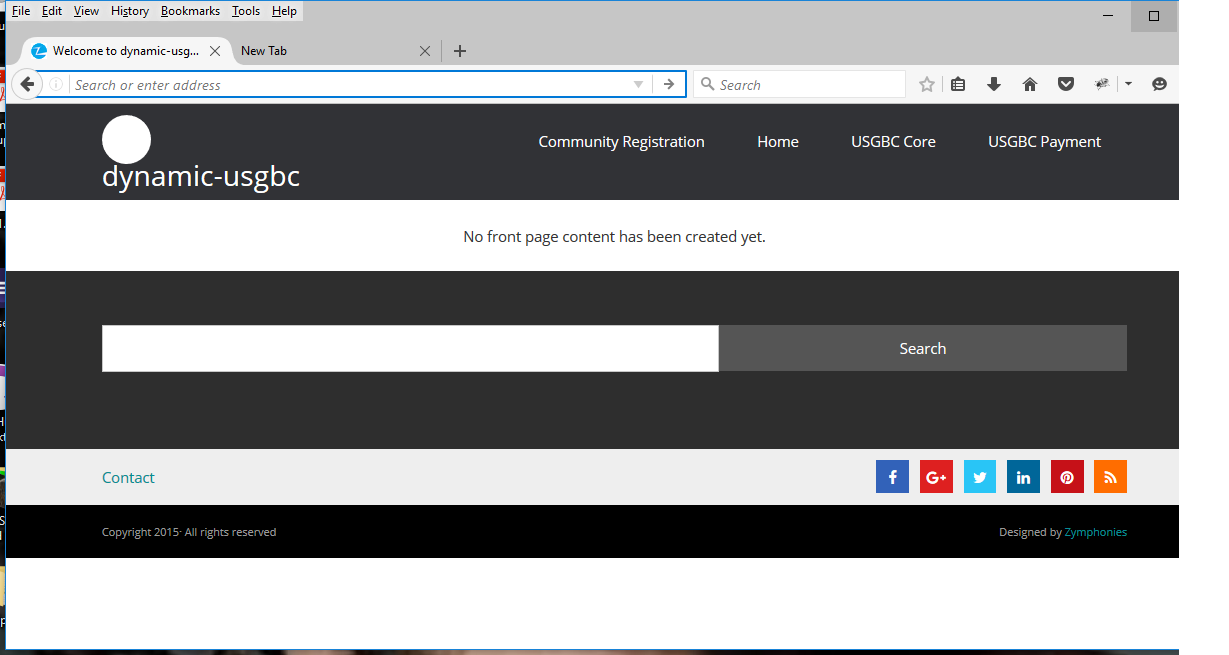 File Edit View History Bookmarks Tools Help
Welcome to dynamic-usg... New Tab
Search or enter address Search
Community Registration Home USGBC Core USGBC Payment
dynamic-usgbc
No front page content has been created yet.
Search
Contact
Copyright 2015· All rights reserved Designed by Zymphonies